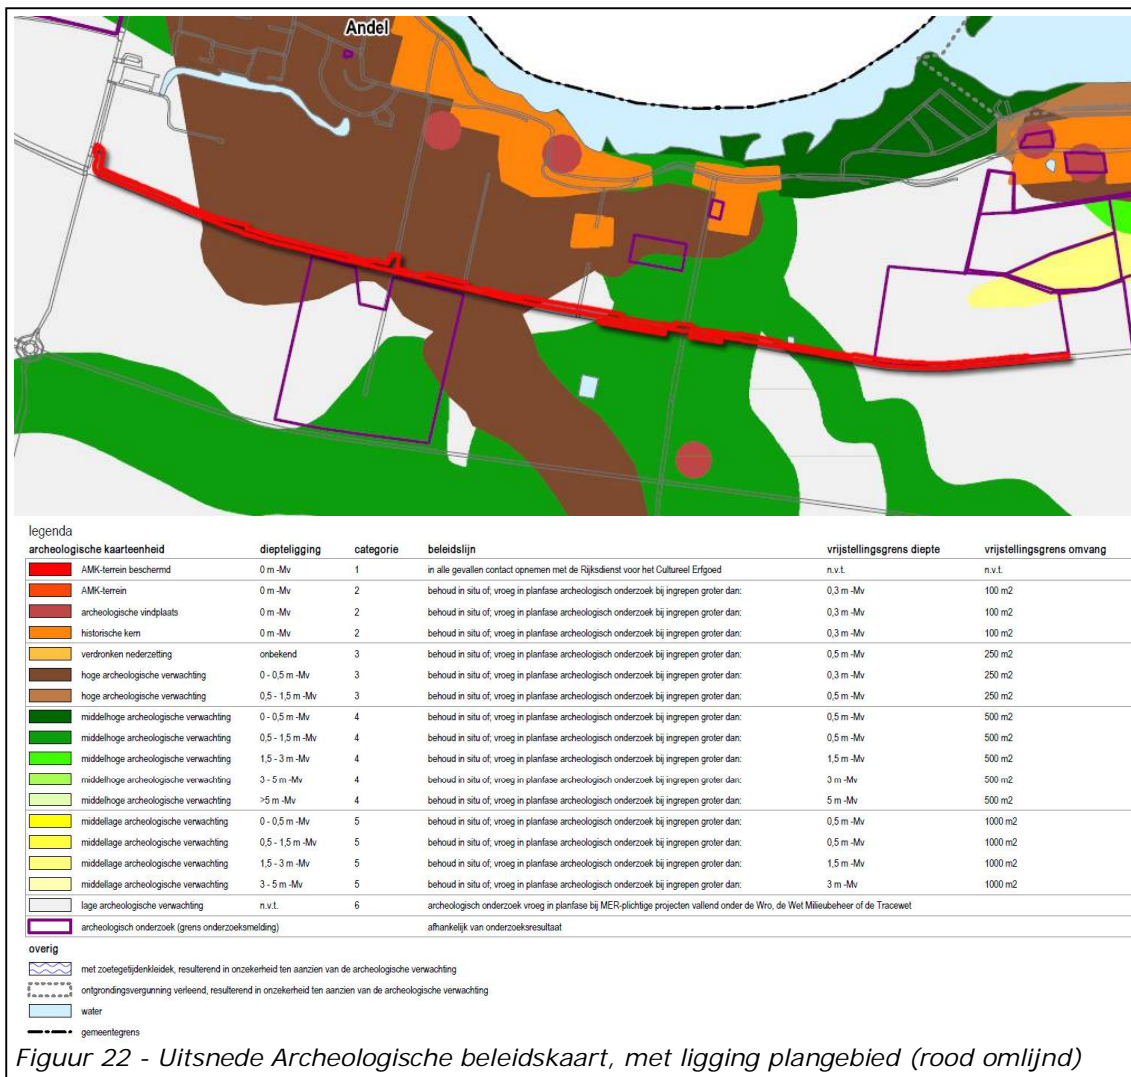 Andel
legenda
archeologische kaarteenheid diepteligging categorie beleidslijn vrijstellingsgrens diepte vrijstellingsgrens omvang
AMK-terrein beschermd 0 m -Mv 1 in alle gevallen contact opnemen met de Rijksdienst voor het Cultureel Erfgoed n.v.t. n.v.t.
AMK-terrein 0 m -Mv 2 behoud in situ of; vroeg in planfase archeologisch onderzoek bij ingrepen groter dan: 0,3 m -Mv 100 m2
archeologische vindplaats 0 m -Mv 2 behoud in situ of; vroeg in planfase archeologisch onderzoek bij ingrepen groter dan: 0,3 m -Mv 100 m2
historische kern 0 m -Mv 2 behoud in situ of; vroeg in planfase archeologisch onderzoek bij ingrepen groter dan: 0,3 m -Mv 100 m2
verdronken nederzetting onbekend 3 behoud in situ of; vroeg in planfase archeologisch onderzoek bij ingrepen groter dan: 0,5 m -Mv 250 m2
hoge archeologische verwachting 0 - 0,5 m -Mv 3 behoud in situ of; vroeg in planfase archeologisch onderzoek bij ingrepen groter dan: 0,3 m -Mv 250 m2
hoge archeologische verwachting 0,5 - 1,5 m -Mv 3 behoud in situ of; vroeg in planfase archeologisch onderzoek bij ingrepen groter dan: 0,5 m -Mv 250 m2
middelhoge archeologische verwachting 0 - 0,5 m -Mv 4 behoud in situ of; vroeg in planfase archeologisch onderzoek bij ingrepen groter dan: 0,5 m -Mv 500 m2
middelhoge archeologische verwachting 0,5 - 1,5 m -Mv 4 behoud in situ of; vroeg in planfase archeologisch onderzoek bij ingrepen groter dan: 0,5 m -Mv 500 m2
middelhoge archeologische verwachting 1,5 - 3 m -Mv 4 behoud in situ of; vroeg in planfase archeologisch onderzoek bij ingrepen groter dan: 1,5 m -Mv 500 m2
middelhoge archeologische verwachting 3 - 5 m -Mv 4 behoud in situ of; vroeg in planfase archeologisch onderzoek bij ingrepen groter dan: 3 m -Mv 500 m2
middelhoge archeologische verwachting >5 m -Mv 4 behoud in situ of; vroeg in planfase archeologisch onderzoek bij ingrepen groter dan: 5 m -Mv 500 m2
middellage archeologische verwachting 0 - 0,5 m -Mv 5 behoud in situ of; vroeg in planfase archeologisch onderzoek bij ingrepen groter dan: 0,5 m -Mv 1000 m2
middellage archeologische verwachting 0,5 - 1,5 m -Mv 5 behoud in situ of; vroeg in planfase archeologisch onderzoek bij ingrepen groter dan: 0,5 m -Mv 1000 m2
middellage archeologische verwachting 1,5 - 3 m -Mv 5 behoud in situ of; vroeg in planfase archeologisch onderzoek bij ingrepen groter dan: 1,5 m -Mv 1000 m2
middellage archeologische verwachting 3 - 5 m -Mv 5 behoud in situ of; vroeg in planfase archeologisch onderzoek bij ingrepen groter dan: 3 m -Mv 1000 m2
lage archeologische verwachting n.v.t. 6 archeologisch onderzoek vroeg in planfase bij MER-plichtige projecten vallend onder de Wro, de Wet Milieubeheer of de Tracewet
archeologisch onderzoek (grens onderzoeksmelding) afhankelijk van onderzoeksresultaat
overig
met zoetegetijdenkleidek, resulterend in onzekerheid ten aanzien van de archeologische verwachting
ontgrondingsvergunning verleend, resulterend in onzekerheid ten aanzien van de archeologische verwachting
water
gemeentegrens
Figuur 22 - Uitsnede Archeologische beleidskaart, met ligging plangebied (rood omlijnd)